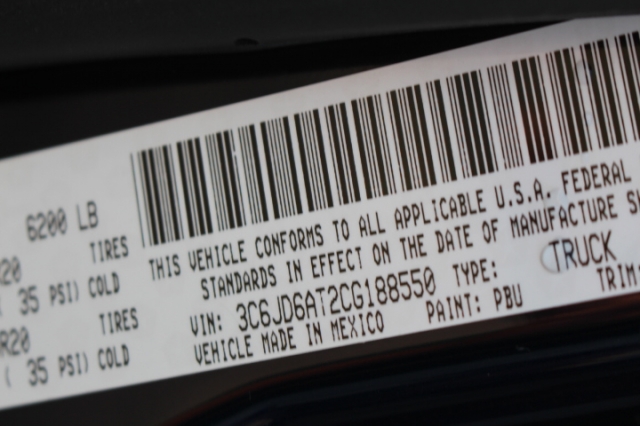 6200 LB
R20 TIRES
( 35 PSI) COLD
R20 TIRES
( 35 PSI) COLD
THIS VEHICLE CONFORMS TO ALL APPLICABLE U.S.A. FEDERAL
STANDARDS IN EFFECT ON THE DATE OF MANUFACTURE
VIN: 3C6JD6AT2CG188550 TYPE: TRUCK
VEHICLE MADE IN MEXICO PAINT: PBU TRIM